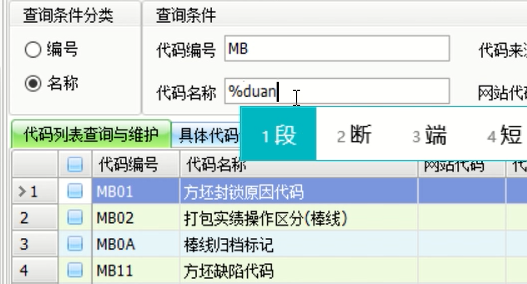 查询条件分类 查询条件
编号 代码编号 MB 代码来
名称 代码名称 %duan 网站代码
1 段 2 断 3 端 4 短
代码列表查询与维护 具体代码
代码编号 代码名称 网站代码
1 MB01 方坯封锁原因代码
2 MB02 打包实绩操作区分(棒线)
3 MB0A 棒线归档标记
4 MB11 方坯缺陷代码